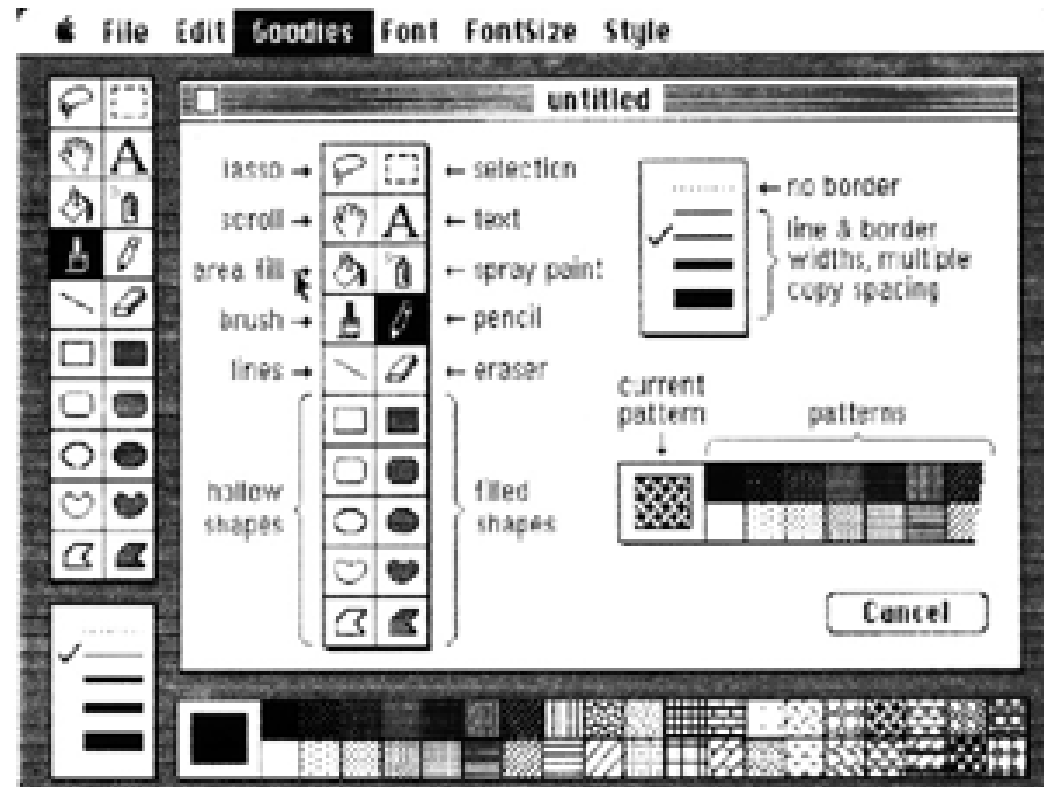 File Edit Goodies Font FontSize Style
untitled
lasso
selection
scroll
text
area fill
spray paint
brush
pencil
lines
eraser
hollow
shapes
filled
shapes
no border
line & border
widths, multiple
copy spacing
current
pattern
patterns
Cancel
A
A